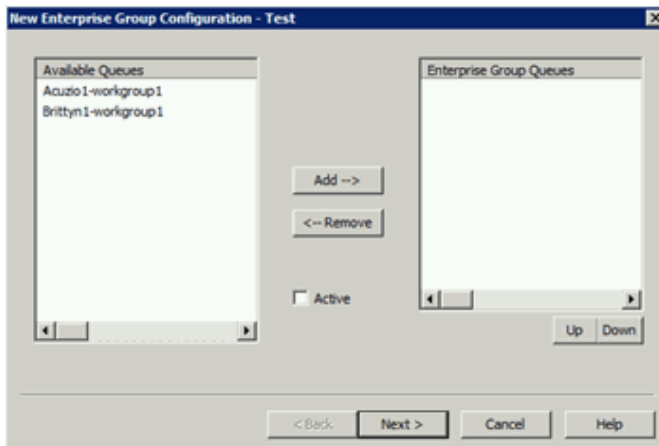 New Enterprise Group Configuration - Test
Available Queues
Acuzio1-workgroup1
Brittyn1-workgroup1
Enterprise Group Queues
Add -->
<-- Remove
Active
Up
Down
< Back
Next >
Cancel
Help